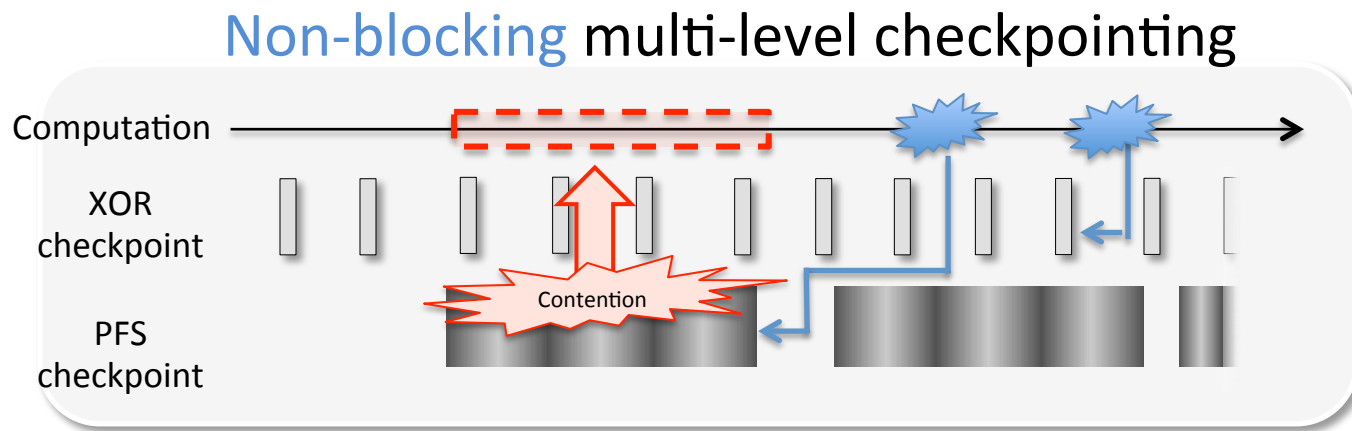 Non-blocking multi-level checkpointing
Computation
XOR
checkpoint
Contention
PFS
checkpoint